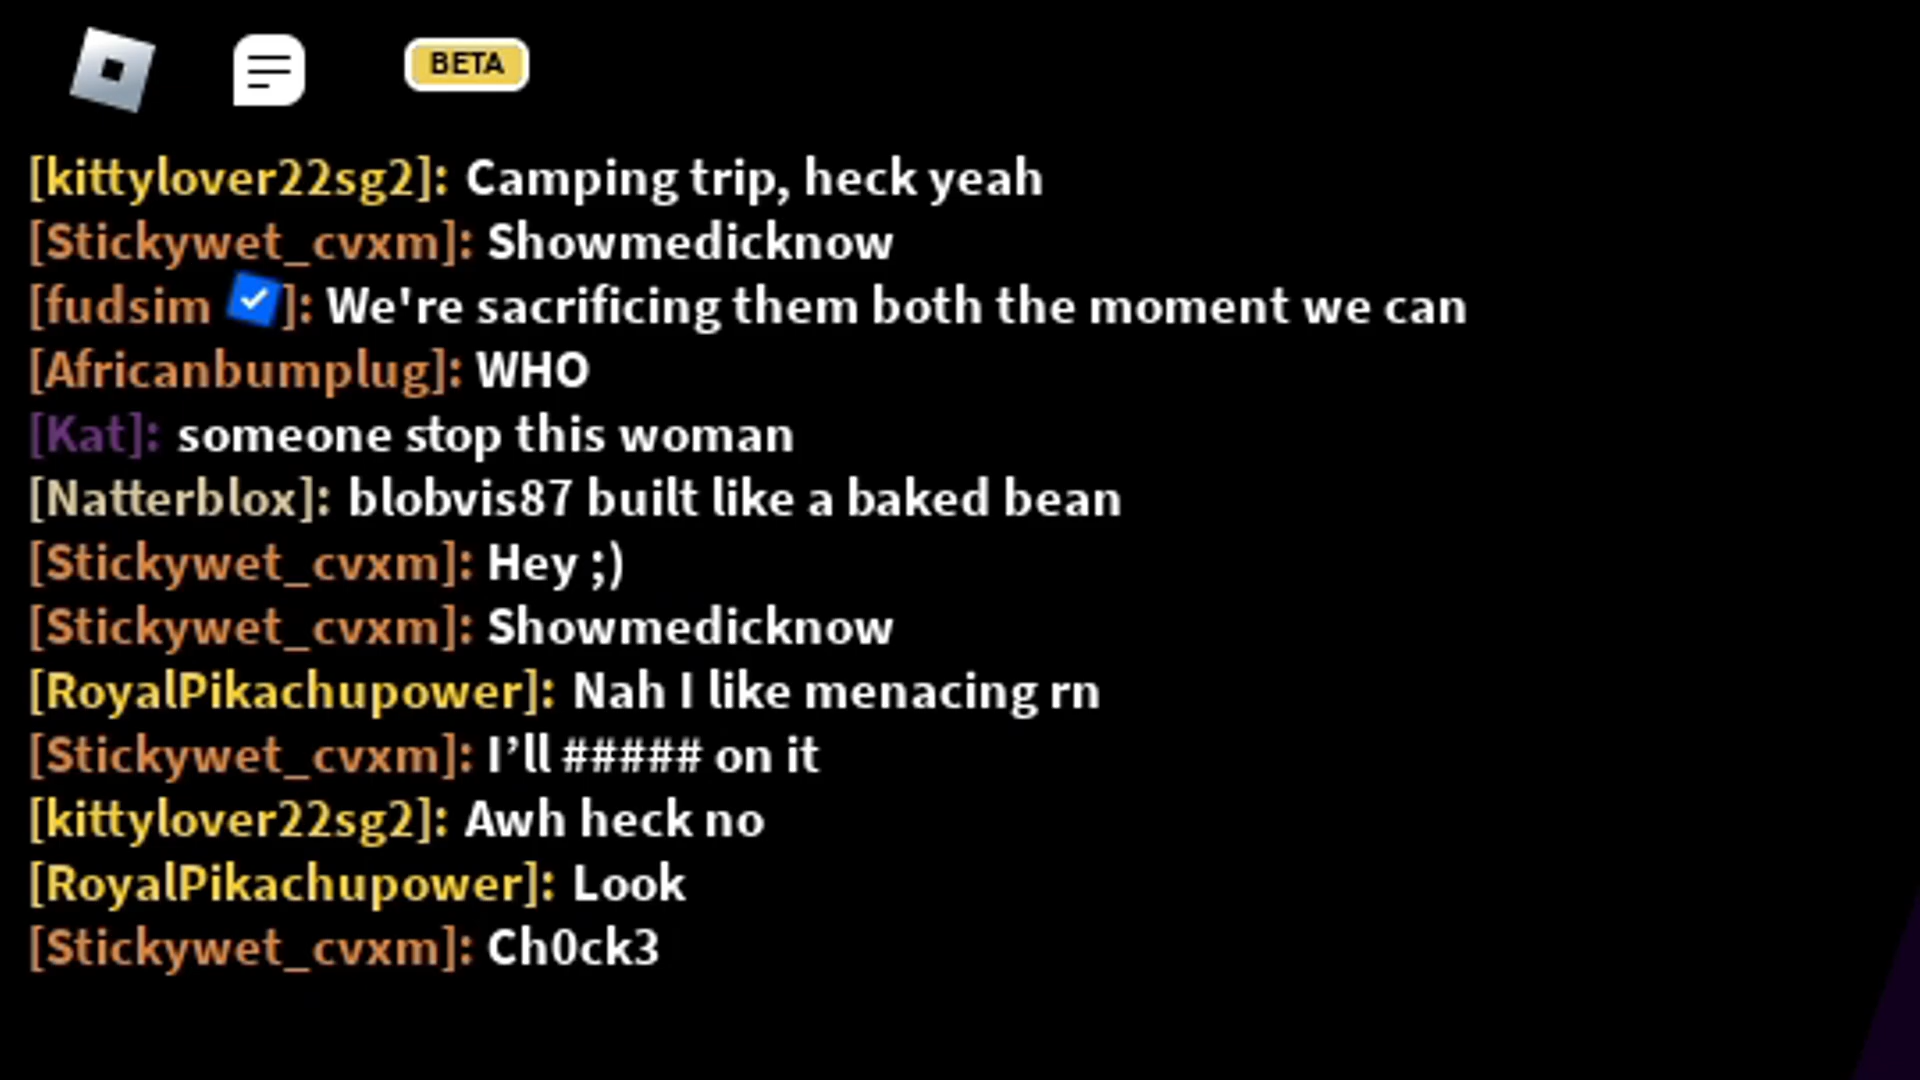 BETA
[kittylover22sg2]: Camping trip, heck yeah
[Stickywet_cvxm]: Showmedicknow
[fudsim ]: We're sacrificing them both the moment we can
[Africanbumplug]: WHO
[Kat]: someone stop this woman
[Natterblox]: blobvis87 built like a baked bean
[Stickywet_cvxm]: Hey ;)
[Stickywet_cvxm]: Showmedicknow
[RoyalPikachupower]: Nah I like menacing rn
[Stickywet_cvxm]: I’ll ##### on it
[kittylover22sg2]: Awh heck no
[RoyalPikachupower]: Look
[Stickywet_cvxm]: Ch0ck3